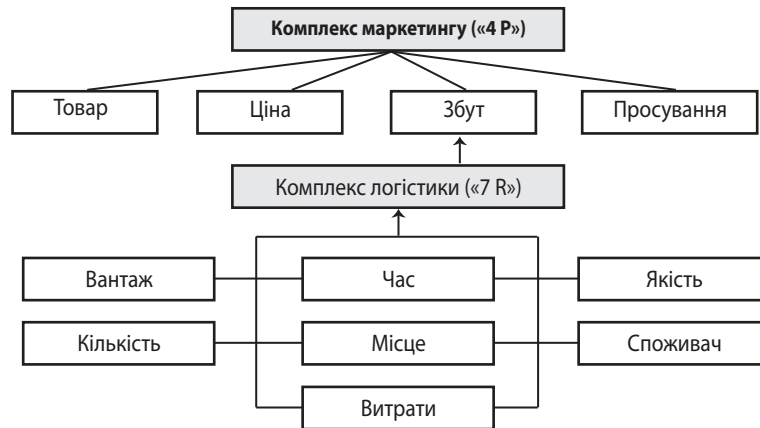 Комплекс маркетингу («4 P»)
Товар
Ціна
Збут
Просування
Комплекс логістики («7 R»)
Вантаж
Час
Якість
Кількість
Місце
Споживач
Витрати